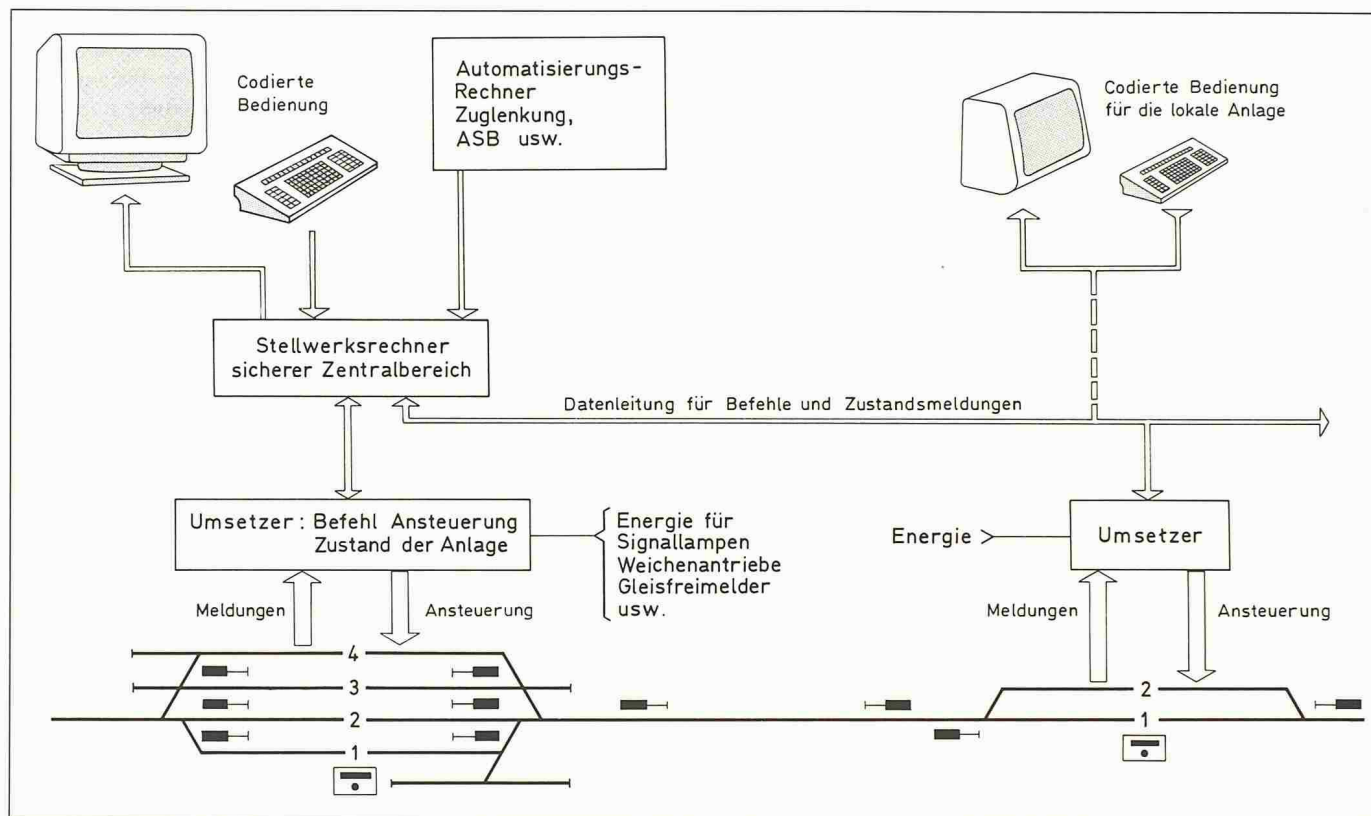 Codierte
Bedienung
Automatisierungs-
Rechner
Zuglenkung,
ASB usw.
Codierte Bedienung
für die lokale Anlage
Stellwerksrechner
sicherer Zentralbereich
Datenleitung für Befehle und Zustandsmeldungen
Umsetzer: Befehl Ansteuerung
Zustand der Anlage
Energie für
Signallampen
Weichenantriebe
Gleisfreimelder
usw.
Energie
Umsetzer
Meldungen
Ansteuerung
Meldungen
Ansteuerung
4
3
2
1
2
1